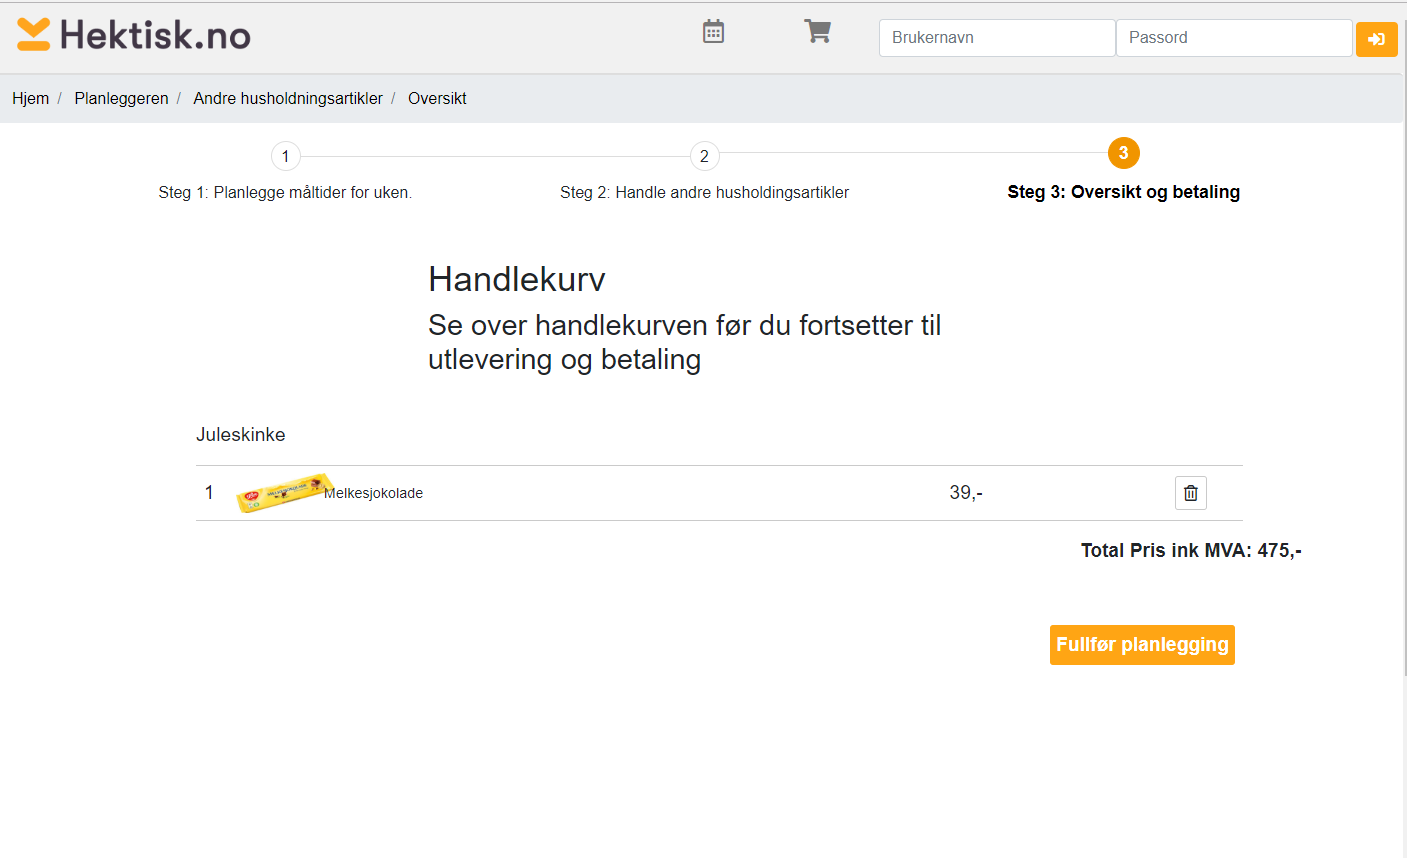 Hektisk.no
Brukernavn
Passord
Hjem / Planleggeren / Andre husholdningsartikler / Oversikt
1
2
3
Steg 1: Planlegge måltider for uken.
Steg 2: Handle andre husholdingsartikler
Steg 3: Oversikt og betaling
Handlekurv
Se over handlekurven før du fortsetter til
utlevering og betaling
Juleskinke
1 Melkesjokolade 39,-
Total Pris ink MVA: 475,-
Fullfør planlegging